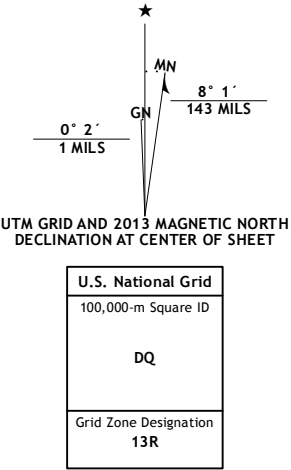 ★
MN
8° 1´
143 MILS
GN
0° 2´
1 MILS
UTM GRID AND 2013 MAGNETIC NORTH
DECLINATION AT CENTER OF SHEET
U.S. National Grid
100,000-m Square ID
DQ
Grid Zone Designation
13R